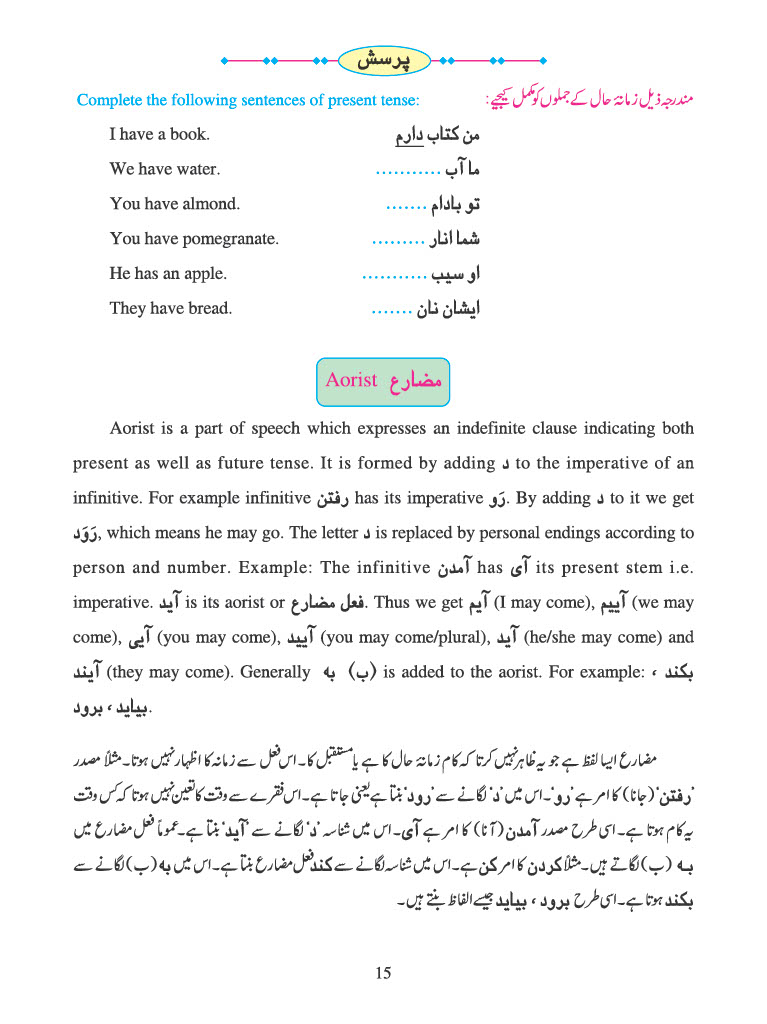 پرسش
Complete the following sentences of present tense: مندرجہ ذیل زمانۂ حال کے جملوں کو مکمل کیجیے:
I have a book. من کتاب دارم
We have water. ما آب ...........
You have almond. تو بادام .......
You have pomegranate. شما انار .........
He has an apple. او سیب ...........
They have bread. ایشان نان .......
Aorist مضارع
Aorist is a part of speech which expresses an indefinite clause indicating both
present as well as future tense. It is formed by adding د to the imperative of an
infinitive. For example infinitive رفتن has its imperative رَو. By adding د to it we get
رَوَد, which means he may go. The letter د is replaced by personal endings according to
person and number. Example: The infinitive آمدن has آی its present stem i.e.
imperative. آید is its aorist or فعل مضارع. Thus we get آیم (I may come), آییم (we may
come), آیی (you may come), آیید (you may come/plural), آید (he/she may come) and
آیند (they may come). Generally به (ب) is added to the aorist. For example: بکند ،
بیاید ، برود.
مضارع ایسا لفظ ہے جو یہ ظاہر نہیں کرتا کہ کام زمانۂ حال کا ہے یا مستقبل کا۔ اس فعل سے زمانہ کا اظہار نہیں ہوتا۔ مثلاً مصدر
’رفتن‘ (جانا) کا امر ہے ’رو‘۔ اس میں ’د‘ لگانے سے ’رود‘ بنتا ہے یعنی جاتا ہے۔ اس فقرے سے وقت کا تعین نہیں ہوتا کہ کس وقت
یہ کام ہوتا ہے۔ اسی طرح مصدر آمدن (آنا) کا امر ہے آی۔ اس میں شناسہ ’د‘ لگانے سے ’آید‘ بنتا ہے۔ عموماً فعل مضارع میں
بہ (ب) لگاتے ہیں۔ مثلاً کردن کا امر کن ہے۔ اس میں شناسہ لگانے سے کند فعل مضارع بنتا ہے۔ اس میں بہ (ب) لگانے سے
بکند ہوتا ہے۔ اسی طرح برود ، بیاید جیسے الفاظ بنتے ہیں۔
15